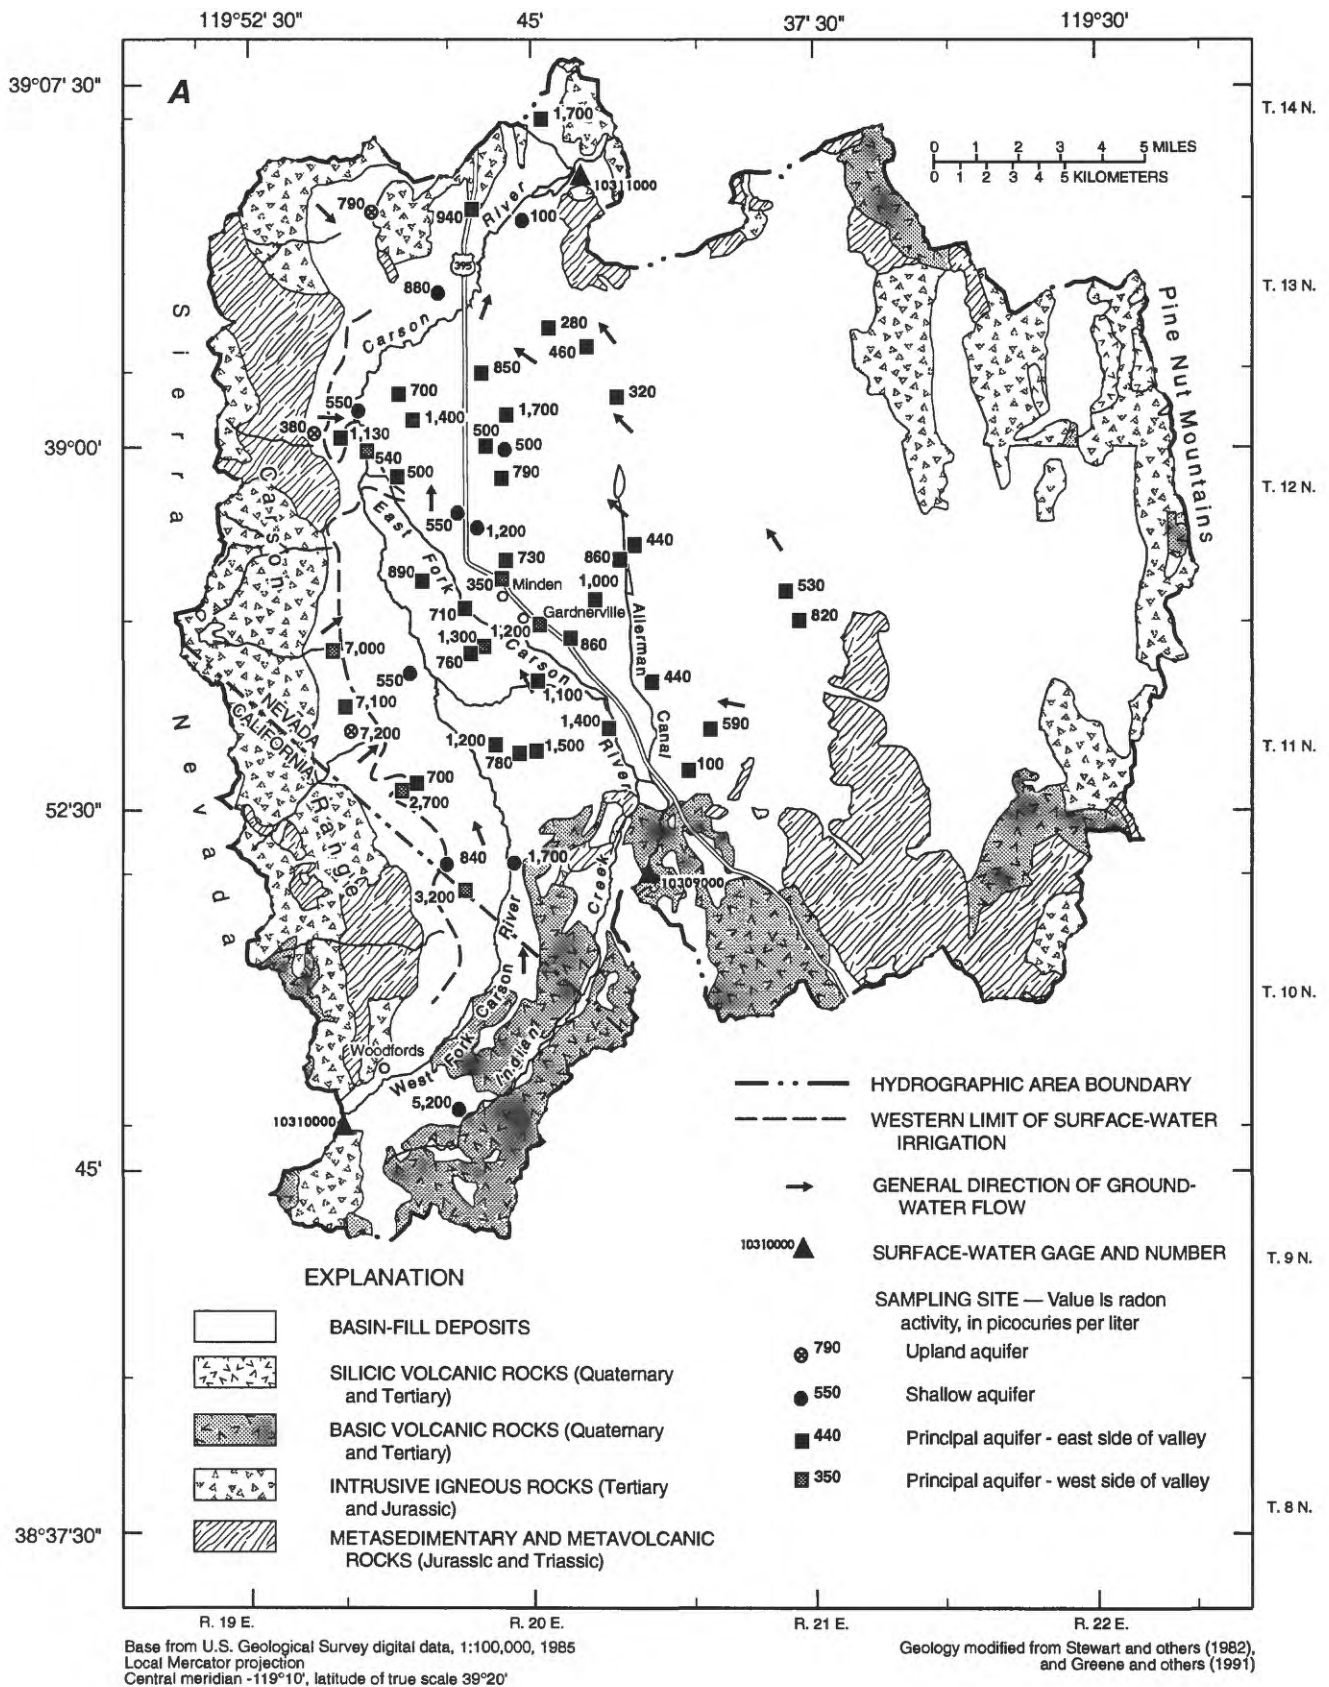 119°52' 30"
45'
37' 30"
119°30'
39°07' 30"
A
T. 14 N.
1,700
0 1 2 3 4 5 MILES
0 1 2 3 4 5 KILOMETERS
10311000
790
940
River
100
395
T. 13 N.
880
Carson
280
460
850
320
700
550
1,400
1,700
380
1,130
500
500
39°00'
540
500
790
T. 12 N.
Sierra
Nevada
Carson
Range
Pine Nut Mountains
East
Fork
Carson
River
550
1,200
440
730
860
350
Minden
890
1,000
530
710
Gardnerville
820
1,300
1,200
860
760
Allerman
Canal
7,000
550
1,100
440
7,100
NEVADA
CALIFORNIA
7,200
1,400
590
1,200
780
1,500
100
T. 11 N.
700
2,700
52'30"
840
1,700
3,200
10309000
Creek
Indian
River
Carson
Fork
West
T. 10 N.
Woodfords
5,200
10310000
45'
HYDROGRAPHIC AREA BOUNDARY
WESTERN LIMIT OF SURFACE-WATER
IRRIGATION
GENERAL DIRECTION OF GROUND-
WATER FLOW
10310000
SURFACE-WATER GAGE AND NUMBER
T. 9 N.
SAMPLING SITE — Value is radon
activity, in picocuries per liter
790
Upland aquifer
550
Shallow aquifer
440
Principal aquifer - east side of valley
350
Principal aquifer - west side of valley
EXPLANATION
BASIN-FILL DEPOSITS
SILICIC VOLCANIC ROCKS (Quaternary
and Tertiary)
BASIC VOLCANIC ROCKS (Quaternary
and Tertiary)
INTRUSIVE IGNEOUS ROCKS (Tertiary
and Jurassic)
METASEDIMENTARY AND METAVOLCANIC
ROCKS (Jurassic and Triassic)
T. 8 N.
38°37'30"
R. 19 E.
R. 20 E.
R. 21 E.
R. 22 E.
Base from U.S. Geological Survey digital data, 1:100,000, 1985
Local Mercator projection
Central meridian -119°10', latitude of true scale 39°20'
Geology modified from Stewart and others (1982),
and Greene and others (1991)